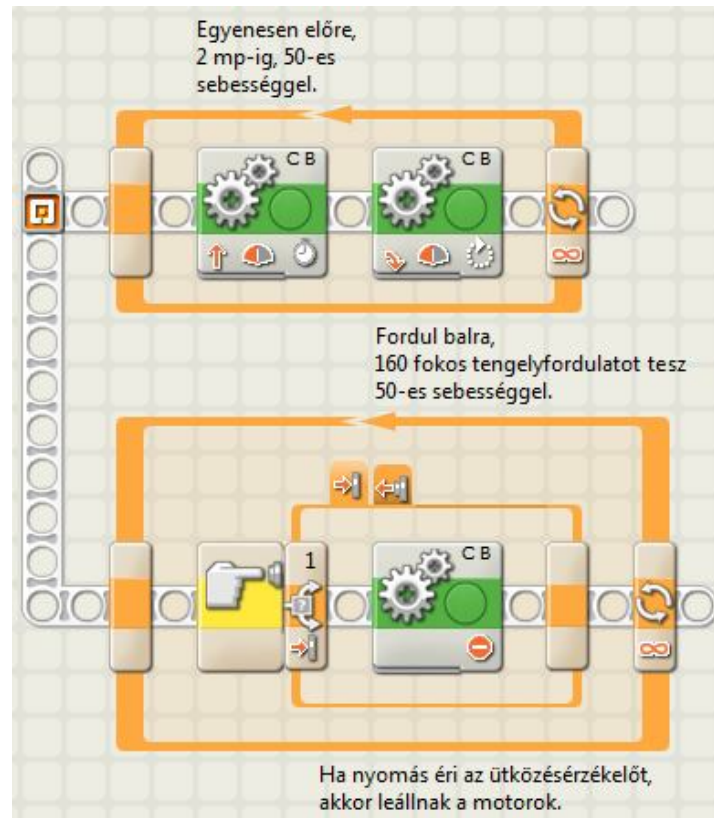 Egyenesen előre,
2 mp-ig, 50-es
sebességgel.
C B
C B
Fordul balra,
160 fokos tengelyfordulatot tesz
50-es sebességgel.
1
C B
Ha nyomás éri az ütközésérzékelőt,
akkor leállnak a motorok.